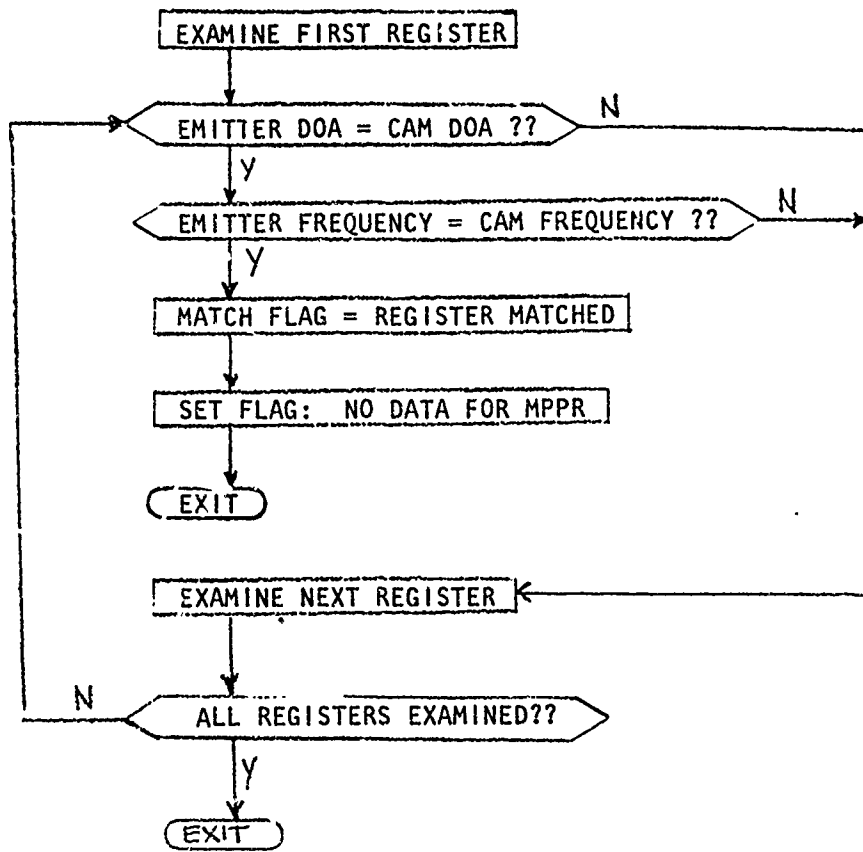 EXAMINE FIRST REGISTER
EMITTER DOA = CAM DOA ??
N
Y
EMITTER FREQUENCY = CAM FREQUENCY ??
N
Y
MATCH FLAG = REGISTER MATCHED
SET FLAG: NO DATA FOR MPPR
EXIT
EXAMINE NEXT REGISTER
N
ALL REGISTERS EXAMINED??
Y
EXIT